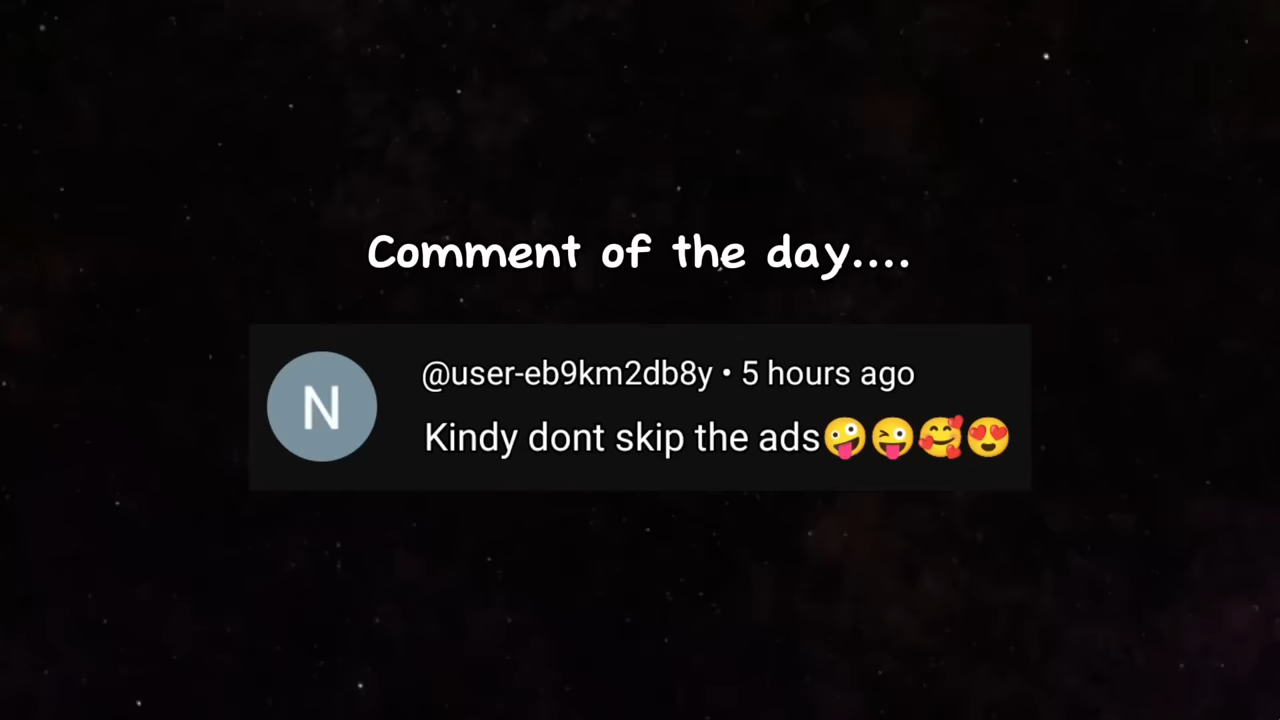 Comment of the day....
N
@user-eb9km2db8y • 5 hours ago
Kindy dont skip the ads🤪😜🥰😍